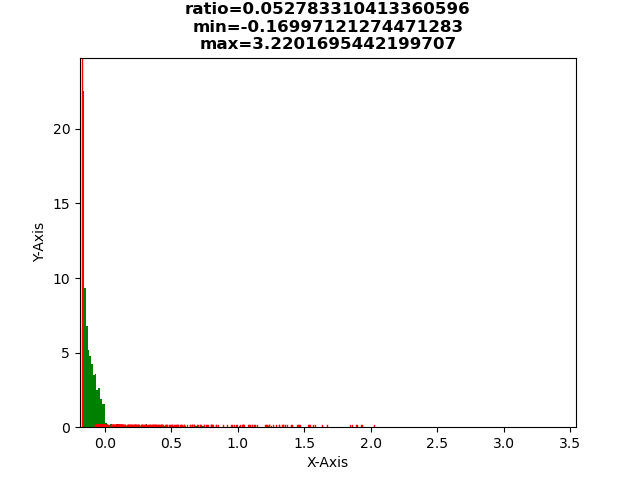 ratio=0.052783310413360596
min=-0.16997121274471283
max=3.2201695442199707
20
15
10
5
0
Y-Axis
0.0 0.5 1.0 1.5 2.0 2.5 3.0 3.5
X-Axis